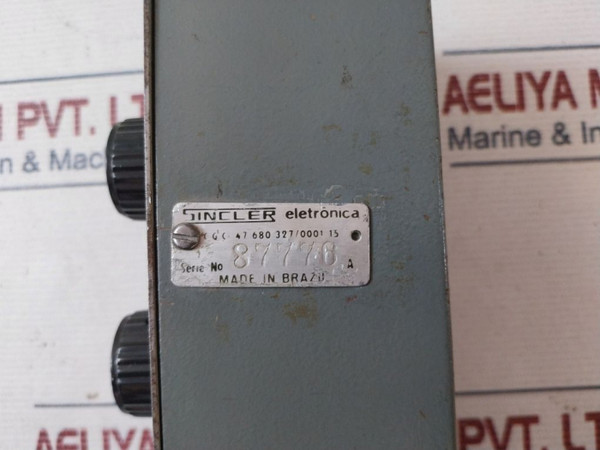 SINCLER eletrônica
C G C 47 680 327/0001 15
Serie No 87778 A
MADE IN BRAZIL
AELIYA M
Marine & In
PVT. LT
n & Mach
AELIYA
PVT. LT